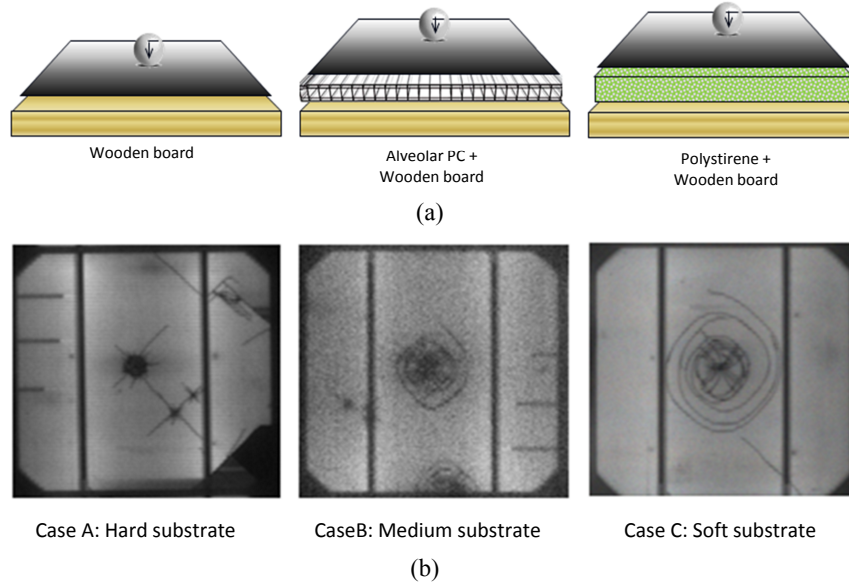 Wooden board
Alveolar PC +
Wooden board
Polystirene +
Wooden board
(a)
Case A: Hard substrate
CaseB: Medium substrate
Case C: Soft substrate
(b)